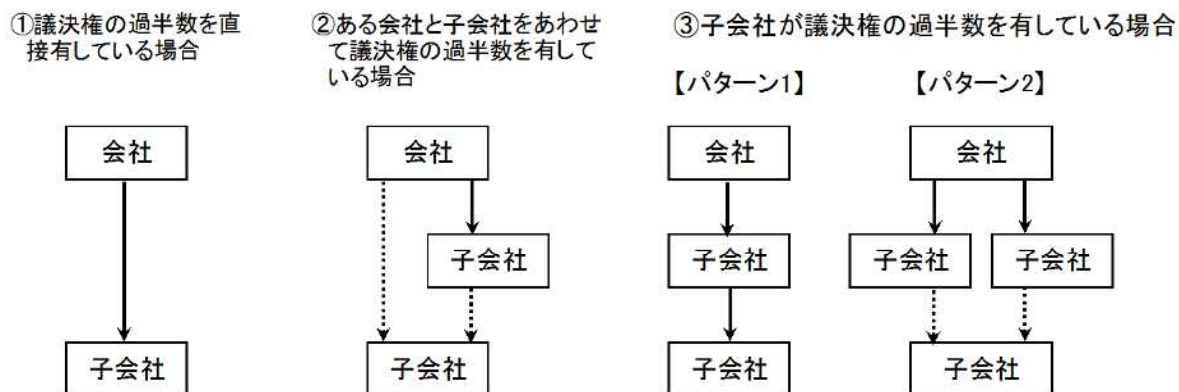 ①議決権の過半数を直
接有している場合
②ある会社と子会社をあわせ
て議決権の過半数を有して
いる場合
③子会社が議決権の過半数を有している場合
【パターン1】
【パターン2】
会社
会社
会社
会社
子会社
子会社
子会社
子会社
子会社
子会社
子会社
子会社